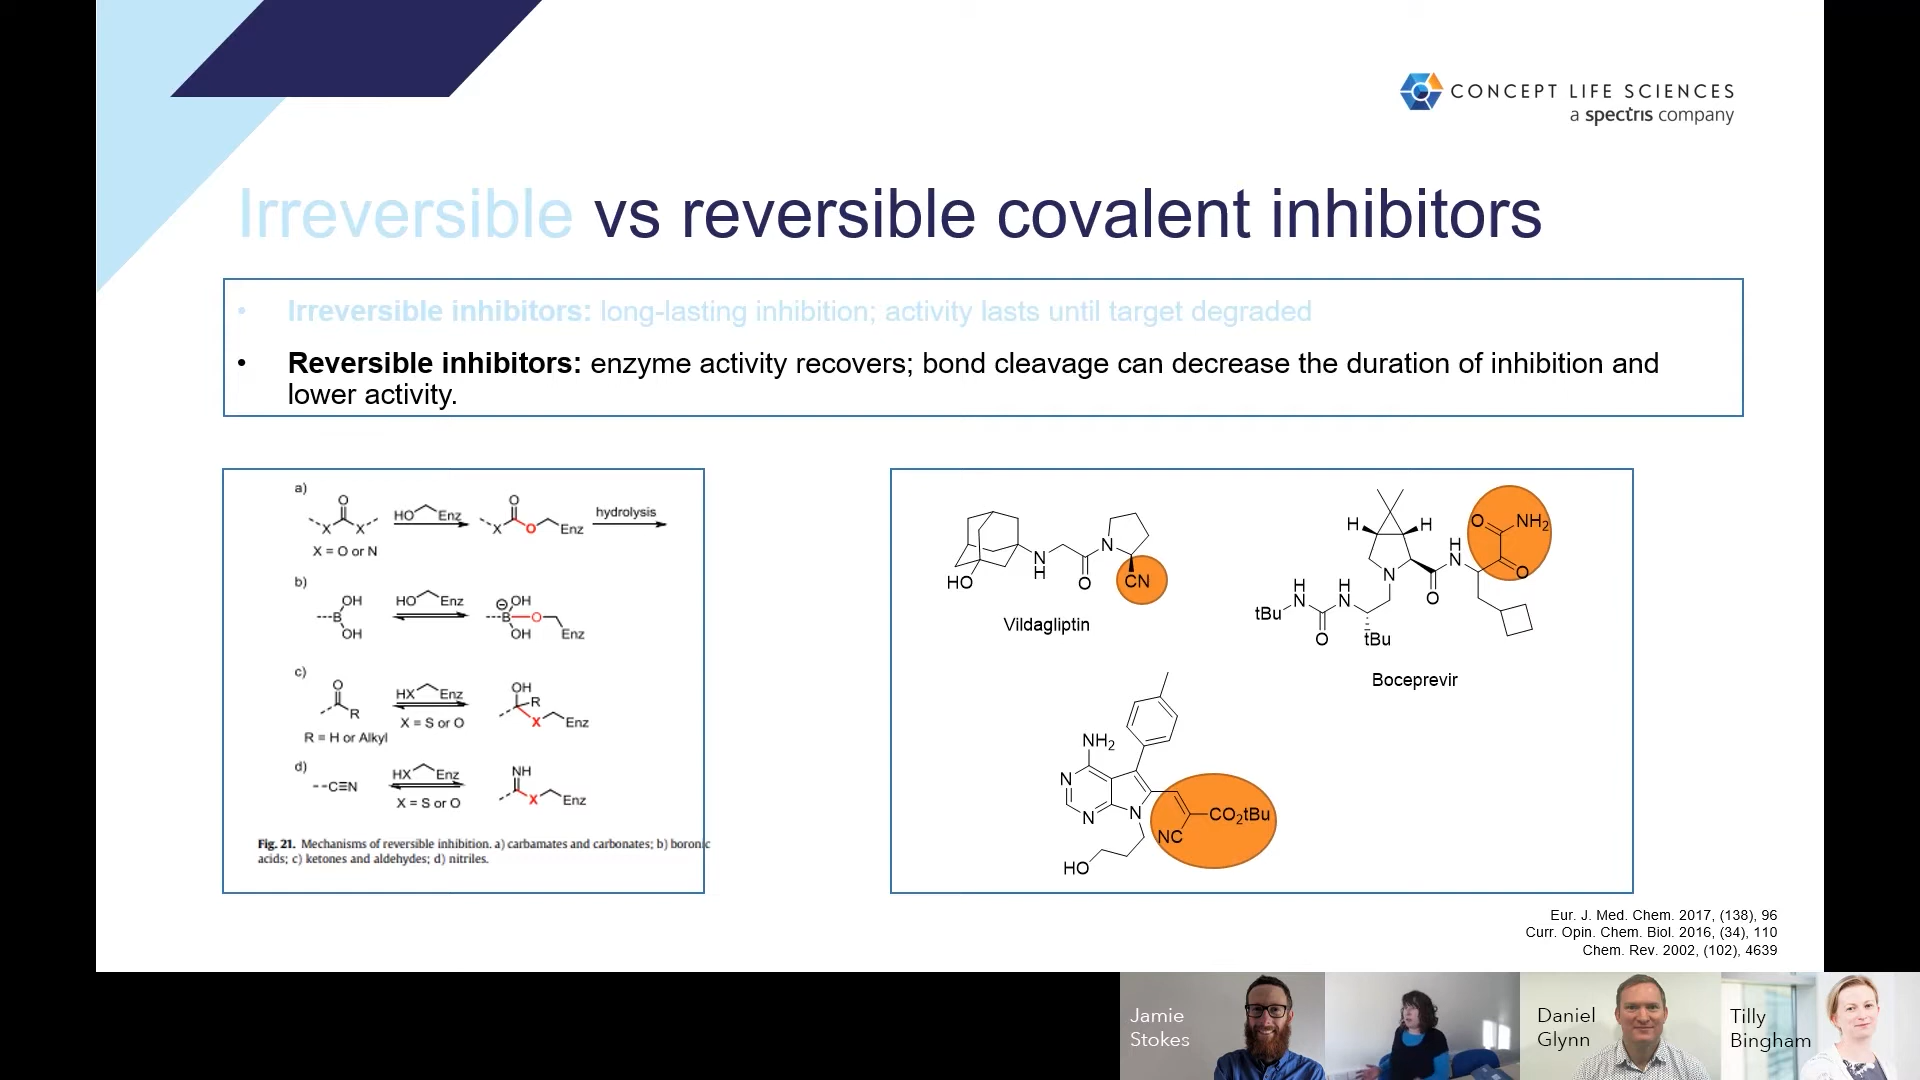 CONCEPT LIFE SCIENCES
a spectris company
Irreversible vs reversible covalent inhibitors
• Irreversible inhibitors: long-lasting inhibition; activity lasts until target degraded
• Reversible inhibitors: enzyme activity recovers; bond cleavage can decrease the duration of inhibition and
lower activity.
a)
O
X X
X = O or N
HO Enz
O
X O Enz
hydrolysis
b)
OH
B
OH
HO Enz
⊖ OH
B O
OH Enz
c)
O
R
R = H or Alkyl
HX Enz
X = S or O
OH
R
X Enz
d)
C≡N
HX Enz
X = S or O
NH
X Enz
Fig. 21. Mechanisms of reversible inhibition. a) carbamates and carbonates; b) boronic
acids; c) ketones and aldehydes; d) nitriles.
HO
N
H
O
N
CN
Vildagliptin
H H
O NH2
O
H
N
N
O
H
N
H
N
tBu
O
tBu
Boceprevir
NH2
N
N
N
CO2tBu
NC
HO
Eur. J. Med. Chem. 2017, (138), 96
Curr. Opin. Chem. Biol. 2016, (34), 110
Chem. Rev. 2002, (102), 4639
Jamie
Stokes
Daniel
Glynn
Tilly
Bingham